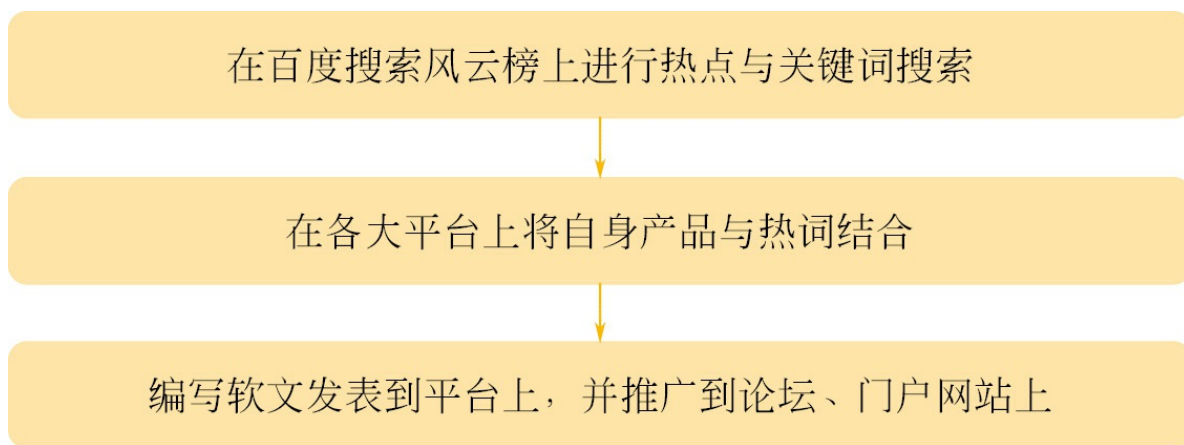 在百度搜索风云榜上进行热点与关键词搜索
在各大平台上将自身产品与热词结合
编写软文发表到平台上，并推广到论坛、门户网站上